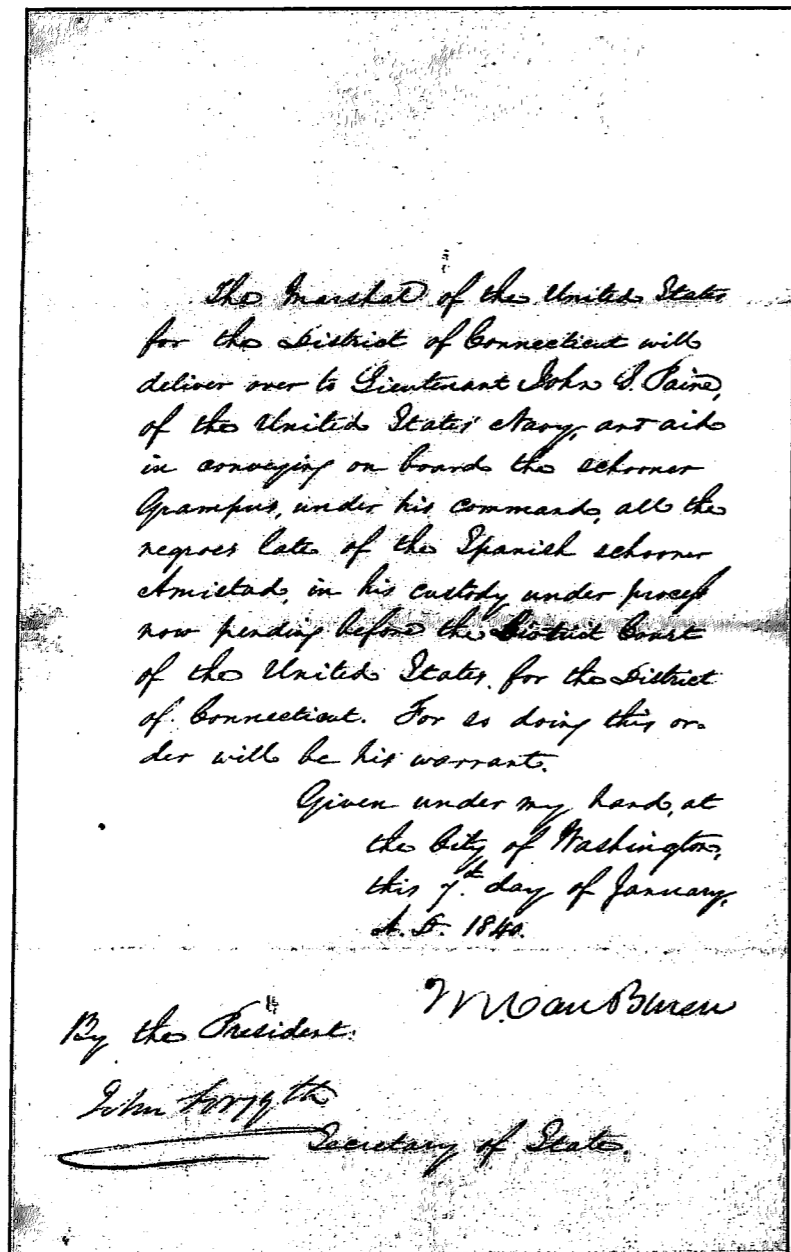 The Marshal of the United States
for the District of Connecticut will
deliver over to Lieutenant John S. Paine,
of the United States Navy, and aid
in conveying on board the schooner
Grampus, under his command, all the
negroes late of the Spanish schooner
Amistad, in his custody under process
now pending before the District Court
of the United States, for the District
of Connecticut. For so doing this or-
der will be his warrant.
Given under my hand, at
the City of Washington,
this 7th. day of January,
A.D. 1840.
M Van Buren
By the President:
John Forsyth
Secretary of State.